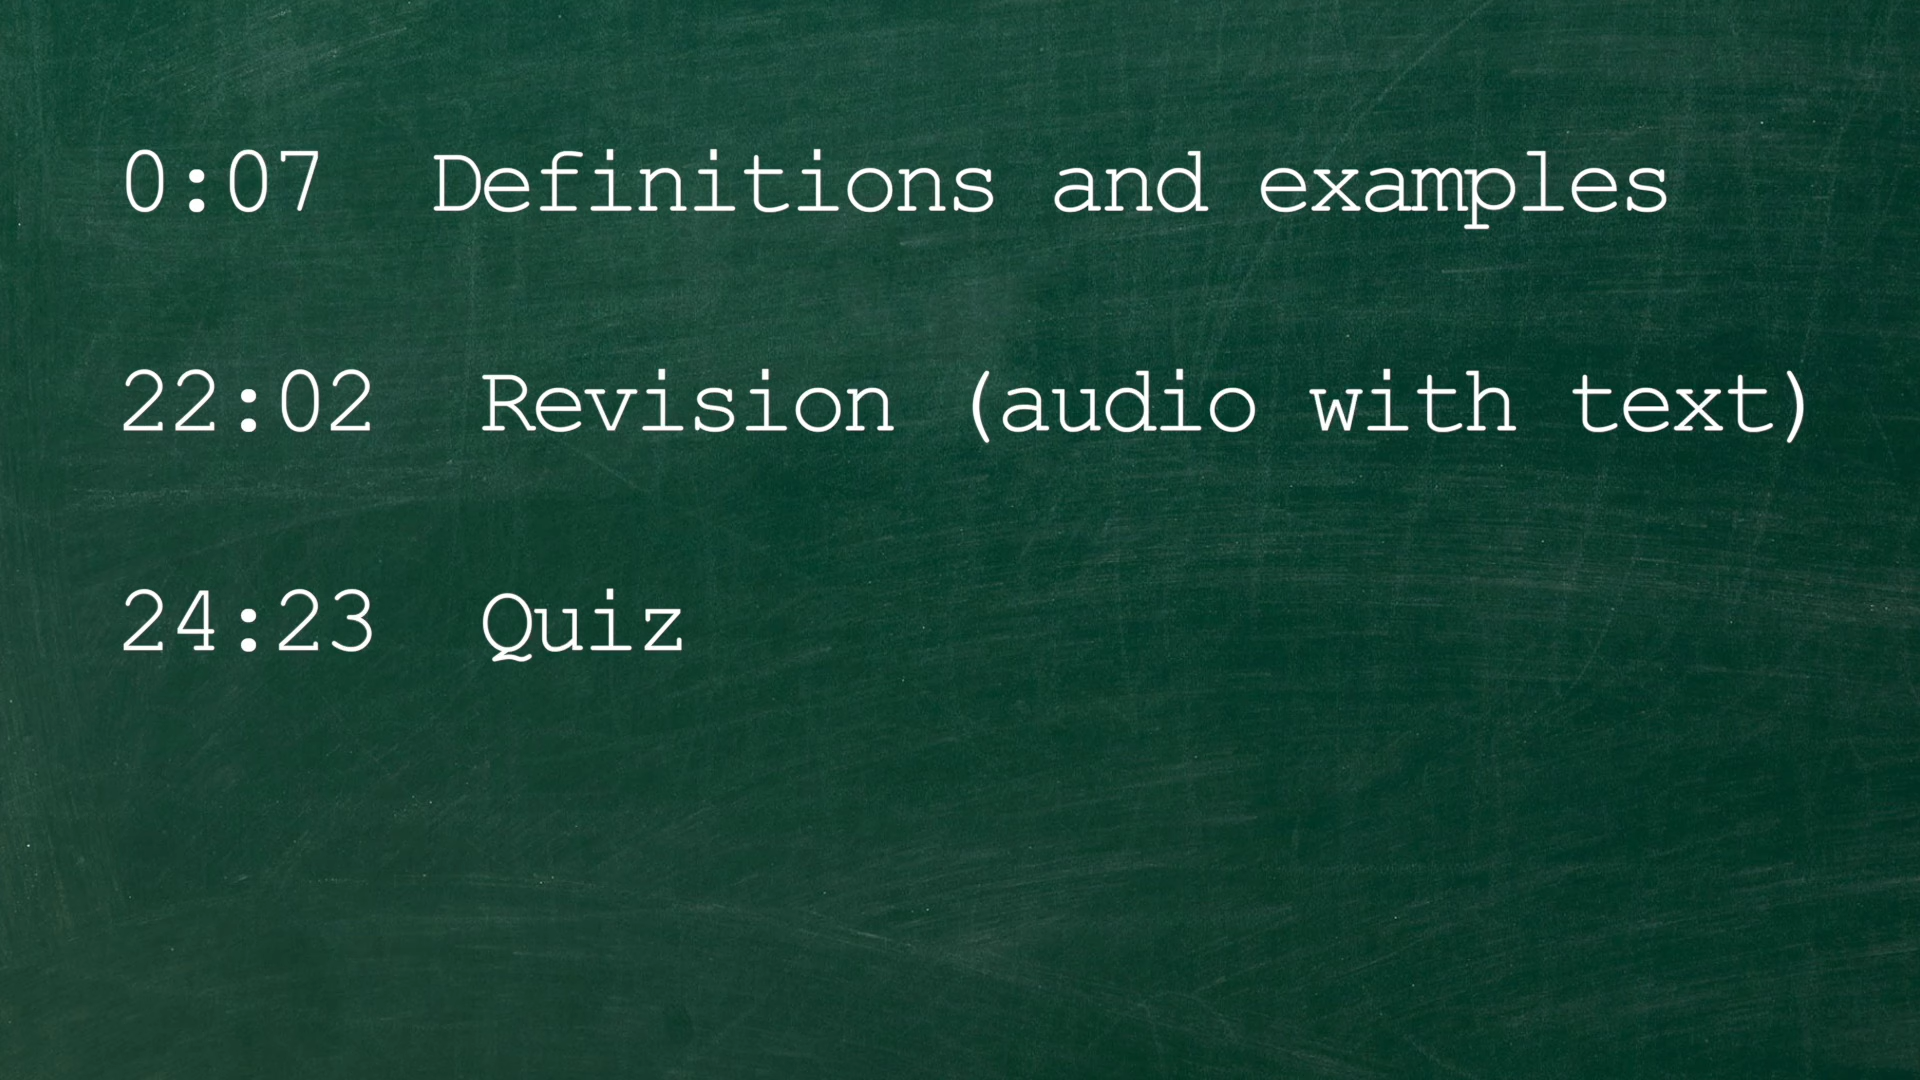 0:07 Definitions and examples
22:02 Revision (audio with text)
24:23 Quiz